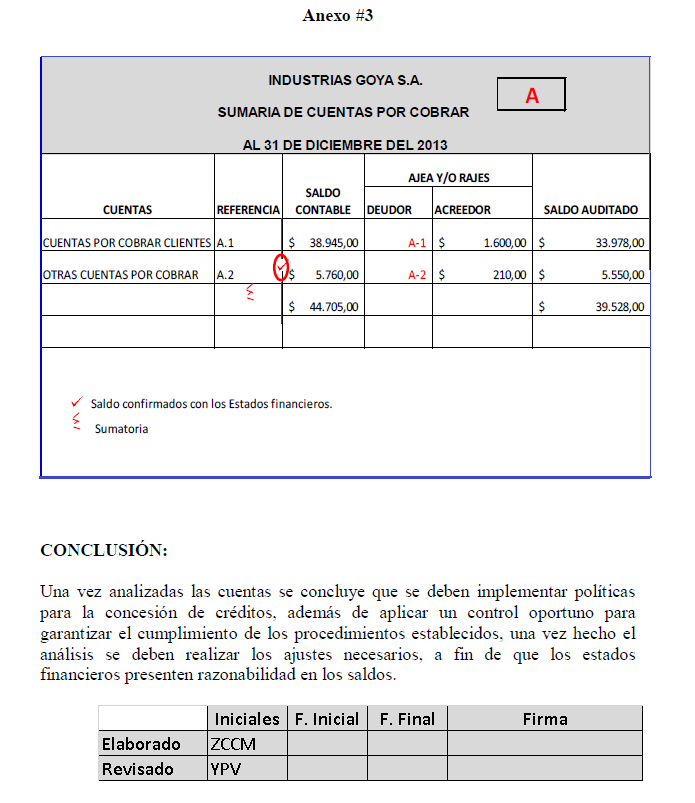 Anexo #3
INDUSTRIAS GOYA S.A.
A
SUMARIA DE CUENTAS POR COBRAR
AL 31 DE DICIEMBRE DEL 2013
CUENTAS REFERENCIA SALDO CONTABLE AJEA Y/O RAJES SALDO AUDITADO
DEUDOR ACREEDOR
CUENTAS POR COBRAR CLIENTES A.1 $ 38.945,00 A-1 $ 1.600,00 $ 33.978,00
OTRAS CUENTAS POR COBRAR A.2 $ 5.760,00 A-2 $ 210,00 $ 5.550,00
$ 44.705,00 $ 39.528,00
Saldo confirmados con los Estados financieros.
Sumatoria
CONCLUSIÓN:
Una vez analizadas las cuentas se concluye que se deben implementar políticas
para la concesión de créditos, además de aplicar un control oportuno para
garantizar el cumplimiento de los procedimientos establecidos, una vez hecho el
análisis se deben realizar los ajustes necesarios, a fin de que los estados
financieros presenten razonabilidad en los saldos.
Iniciales F. Inicial F. Final Firma
Elaborado ZCCM
Revisado YPV